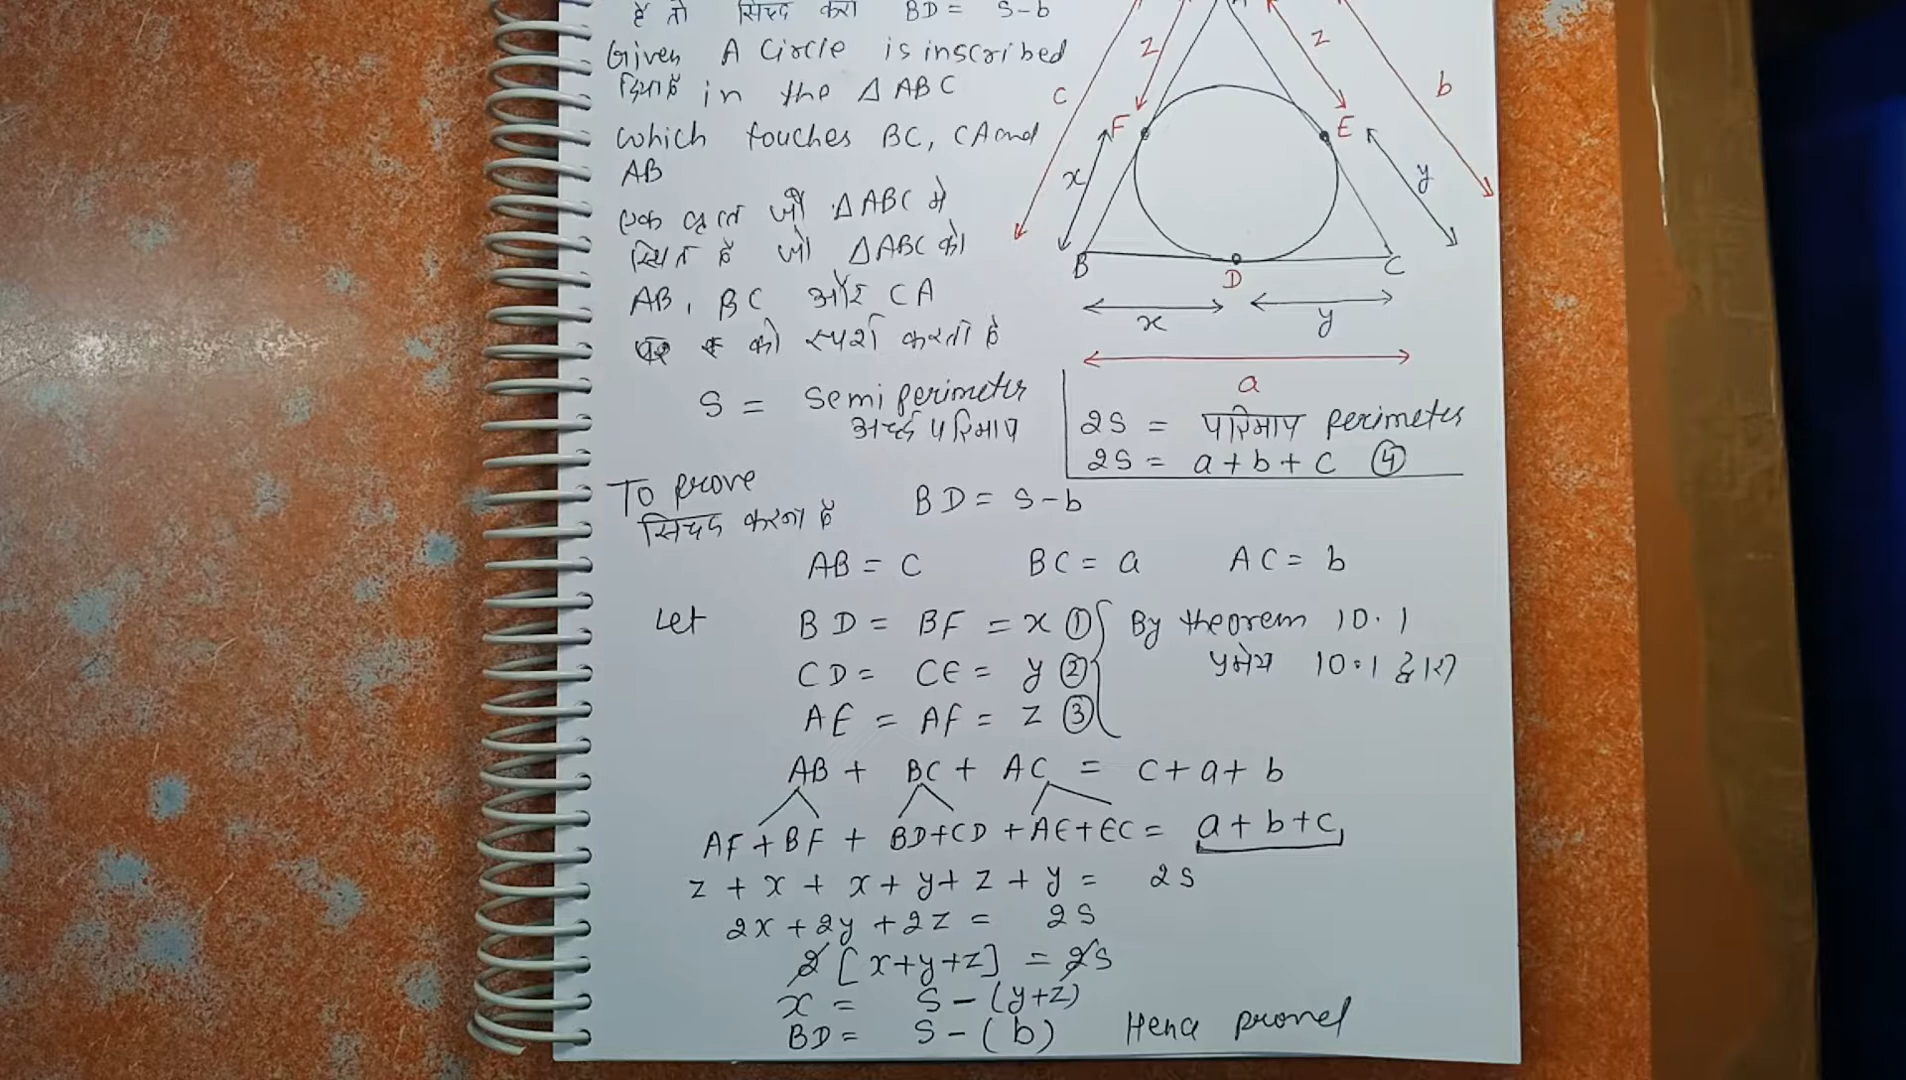 है तो सिध्द करो BD = S-b
Given A Circle is inscribed
दिया है in the △ ABC
which touches BC, CA and
AB
एक वृत्त जो △ABC मे
स्थित है जो △ABC को
AB, BC और CA
को स्पर्श करता है
S = Semi perimeter
अर्ध्द परिमाप
A
z
z
c
b
F
E
x
y
B
D
C
x
y
a
2S = परिमाप perimeter
2S = a+b+c ④
To prove BD = S-b
सिध्द करना है
AB = c BC = a AC = b
Let BD = BF = x ① By theorem 10.1
CD = CE = y ② प्रमेय 10.1 से
AE = AF = z ③
AB + BC + AC = c+a+b
AF+BF + BD+CD +AE+EC = a+b+c,
z + x + x+y+z+y = 2S
2x+2y+2z = 2S
2[x+y+z] = 2S
x = S-(y+z)
BD = S-(b) Hence proved